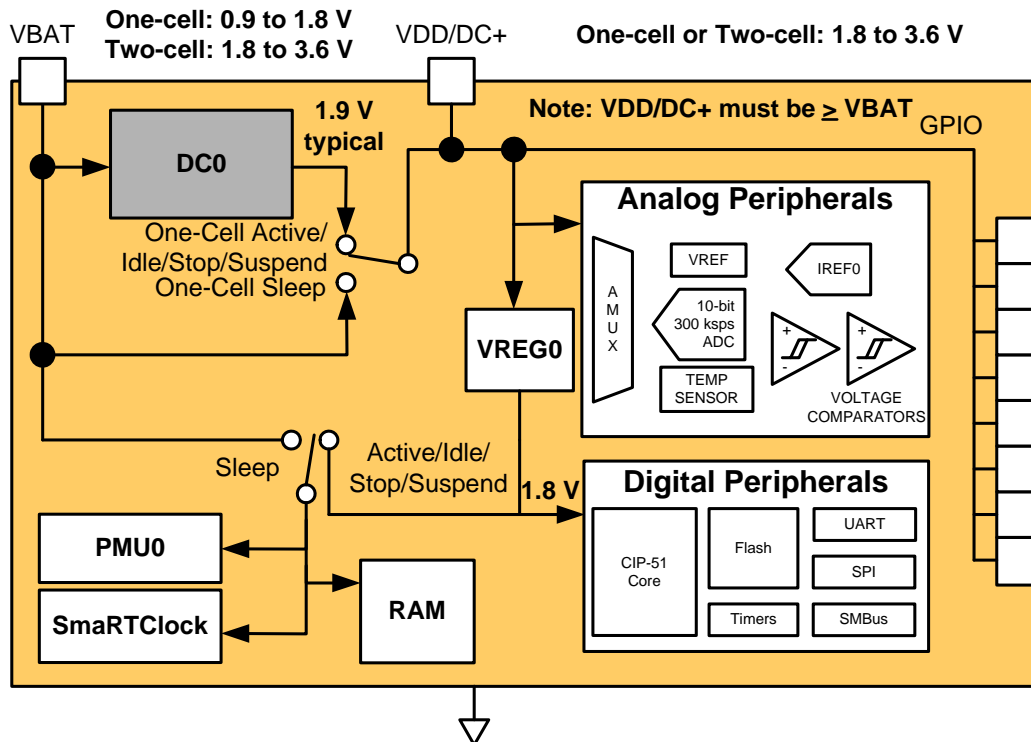 VBAT
One-cell: 0.9 to 1.8 V
Two-cell: 1.8 to 3.6 V
VDD/DC+
One-cell or Two-cell: 1.8 to 3.6 V
Note: VDD/DC+ must be ≥ VBAT
GPIO
1.9 V
typical
DC0
One-Cell Active/
Idle/Stop/Suspend
One-Cell Sleep
VREG0
Analog Peripherals
A
M
U
X
VREF
IREF0
10-bit
300 ksps
ADC
TEMP
SENSOR
+
-
+
-
VOLTAGE
COMPARATORS
Sleep
Active/Idle/
Stop/Suspend
1.8 V
Digital Peripherals
CIP-51
Core
Flash
Timers
UART
SPI
SMBus
PMU0
SmaRTClock
RAM